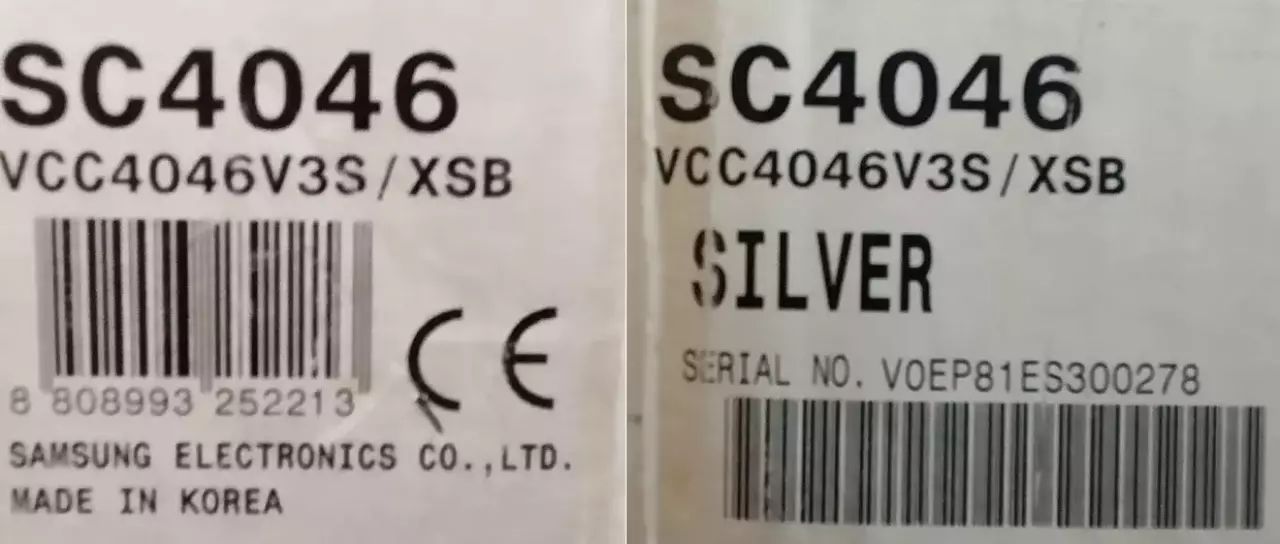 SC4046
VCC4046V3S/XSB
8 808993 252213
CE
SAMSUNG ELECTRONICS CO.,LTD.
MADE IN KOREA
SC4046
VCC4046V3S/XSB
SILVER
SERIAL NO. V0EP81ES300278